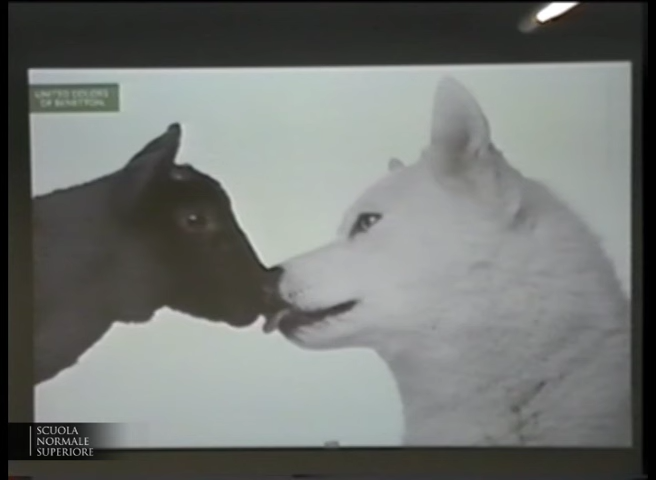 UNITED COLORS
OF BENETTON.
SCUOLA
NORMALE
SUPERIORE